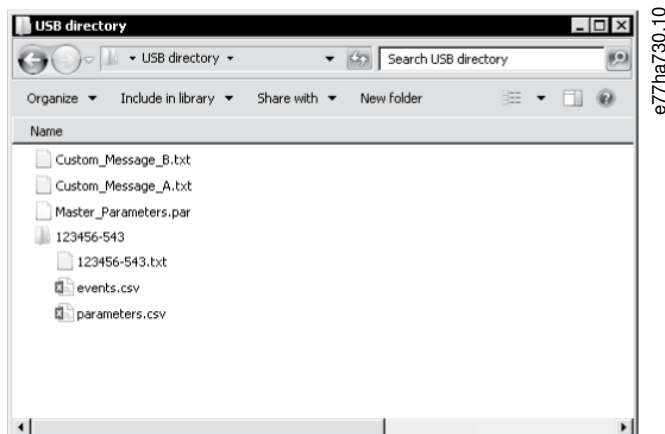 USB directory
USB directory
Search USB directory
Organize
Include in library
Share with
New folder
Name
Custom_Message_B.txt
Custom_Message_A.txt
Master_Parameters.par
123456-543
123456-543.txt
events.csv
parameters.csv
e77ha730.10